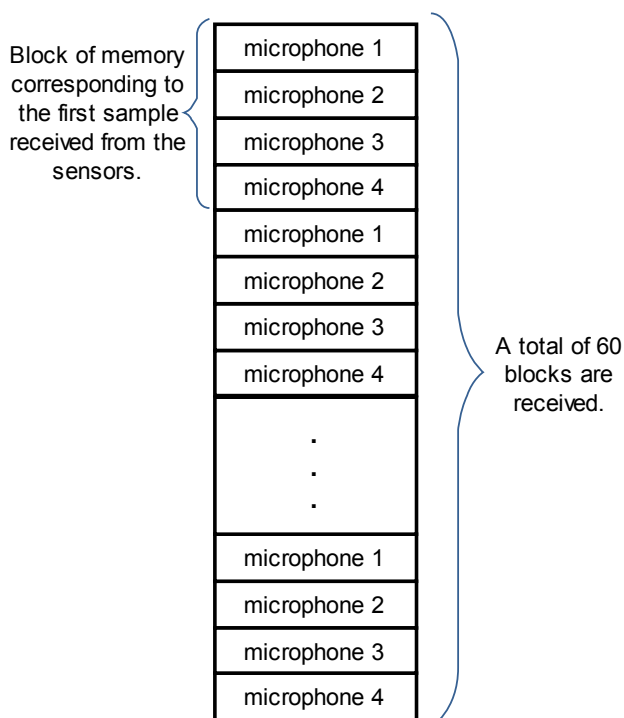 Block of memory
corresponding to
the first sample
received from the
sensors.
microphone 1
microphone 2
microphone 3
microphone 4
microphone 1
microphone 2
microphone 3
microphone 4
.
.
.
microphone 1
microphone 2
microphone 3
microphone 4
A total of 60
blocks are
received.